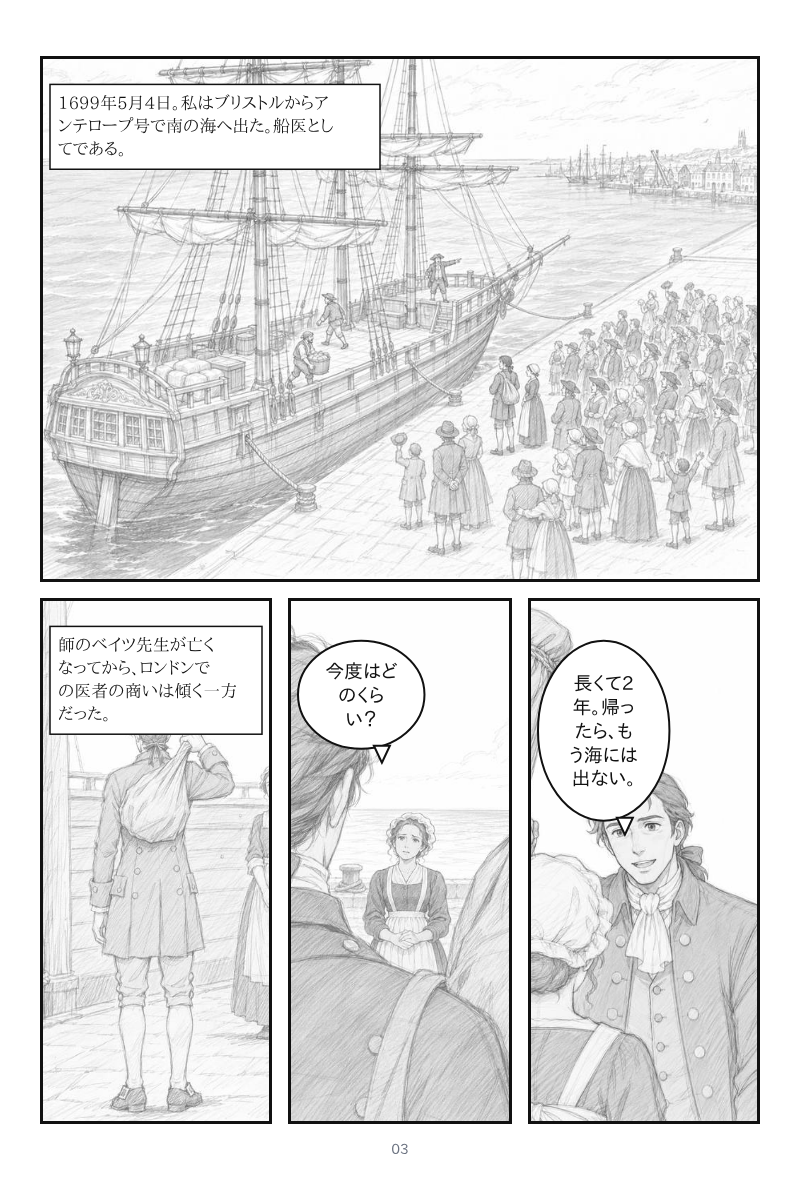 1699年5月4日。私はブリストルからア
ンテロープ号で南の海へ出た。船医とし
てである。
師のベイツ先生が亡く
なってから、ロンドンで
の医者の商いは傾く一方
だった。
今度はど
のくら
い？
長くて2
年。帰っ
たら、も
う海には
出ない。
03